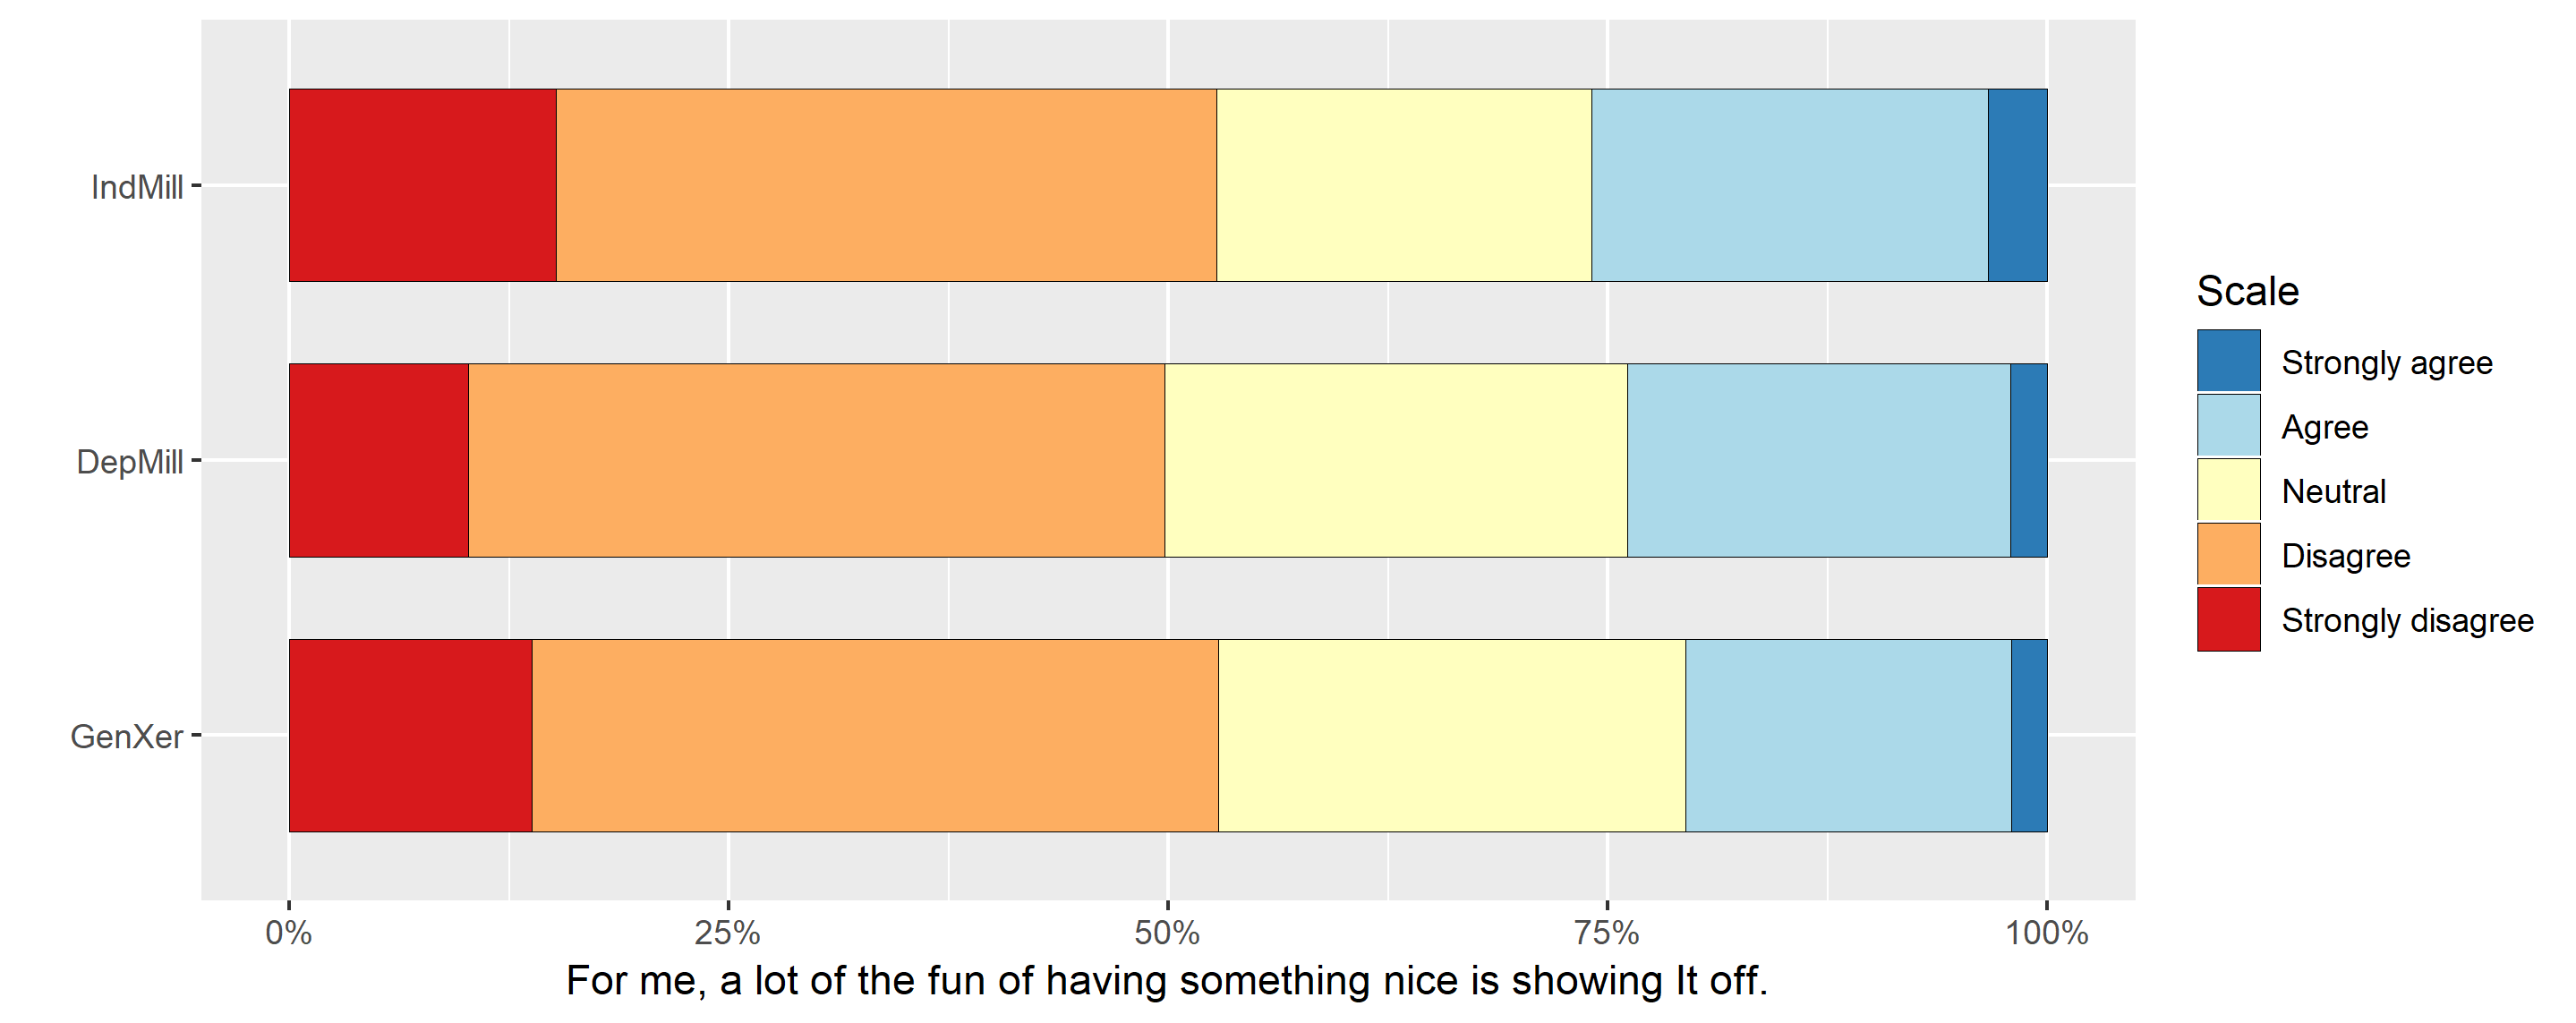 IndMill
DepMill
GenXer
0% 25% 50% 75% 100%
For me, a lot of the fun of having something nice is showing It off.
Scale
Strongly agree
Agree
Neutral
Disagree
Strongly disagree